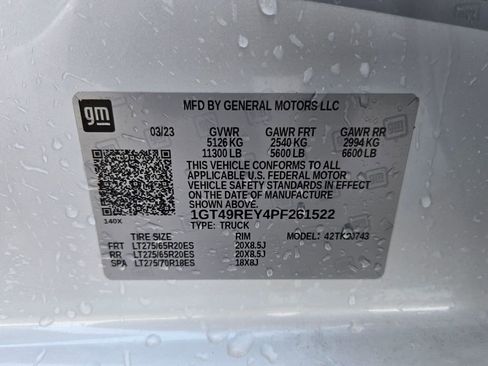 gm
MFD BY GENERAL MOTORS LLC
03/23 GVWR GAWR FRT GAWR RR
5126 KG 2540 KG 2994 KG
11300 LB 5600 LB 6600 LB
THIS VEHICLE CONFORMS TO ALL
APPLICABLE U.S. FEDERAL MOTOR
VEHICLE SAFETY STANDARDS IN EFFECT
ON THE DATE OF MANUFACTURE SHOWN ABOVE.
1GT49REY4PF261522
140X
TYPE: TRUCK
TIRE SIZE RIM MODEL:
FRT LT275/65R20ES 20X8.5J
RR LT275/65R20ES 20X8.5J
SPA LT275/70R18ES 18X8J